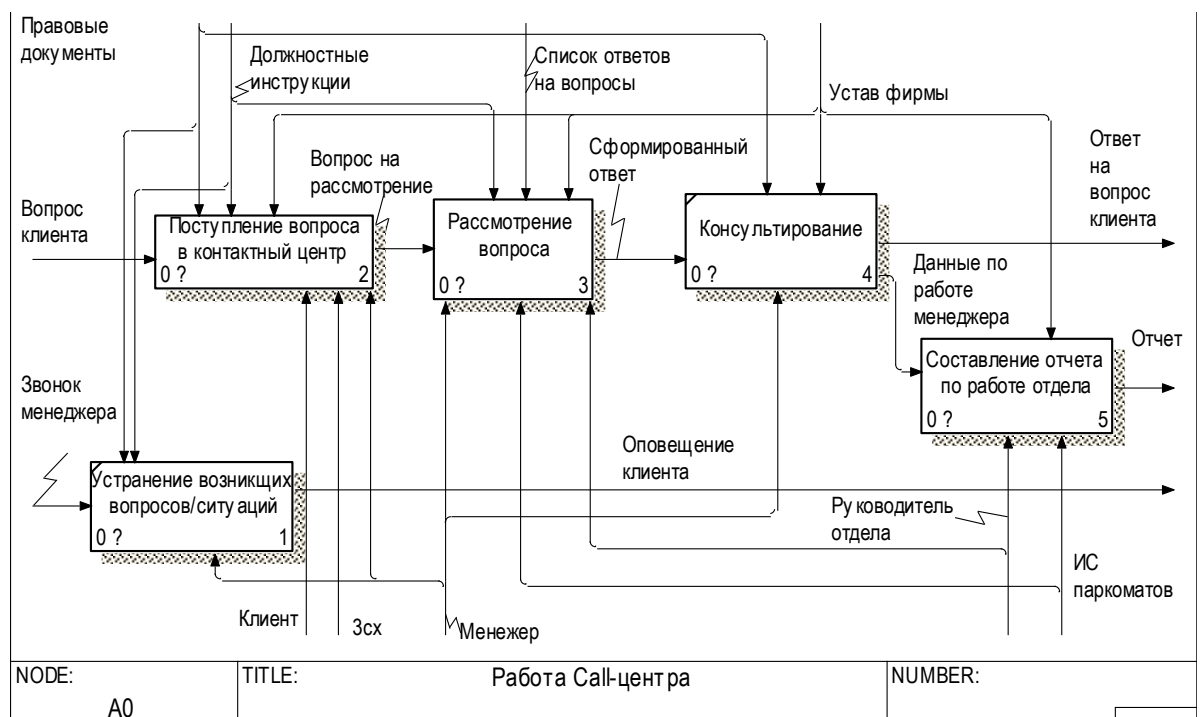 Правовые
документы
Должностные
инструкции
Список ответов
на вопросы
Устав фирмы
Ответ
на
вопрос
клиента
Вопрос
клиента
Вопрос на
рассмотрение
Сформированный
ответ
Поступление вопроса
в контактный центр
0 ? 2
Рассмотрение
вопроса
0 ? 3
Консультирование
0 ? 4
Данные по
работе
менеджера
Отчет
Составление отчета
по работе отдела
0 ? 5
Звонок
менеджера
Устранение возникщих
вопросов/ситуаций
0 ? 1
Оповещение
клиента
Руководитель
отдела
ИС
паркоматов
Клиент
3сх
Менежер
NODE:
A0
TITLE:
Работа Call-центра
NUMBER: